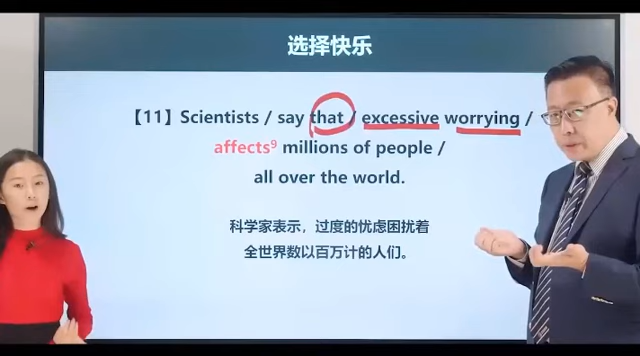 选择快乐
【11】Scientists / say that / excessive worrying /
affects⁹ millions of people /
all over the world.
科学家表示，过度的忧虑困扰着
全世界数以百万计的人们。